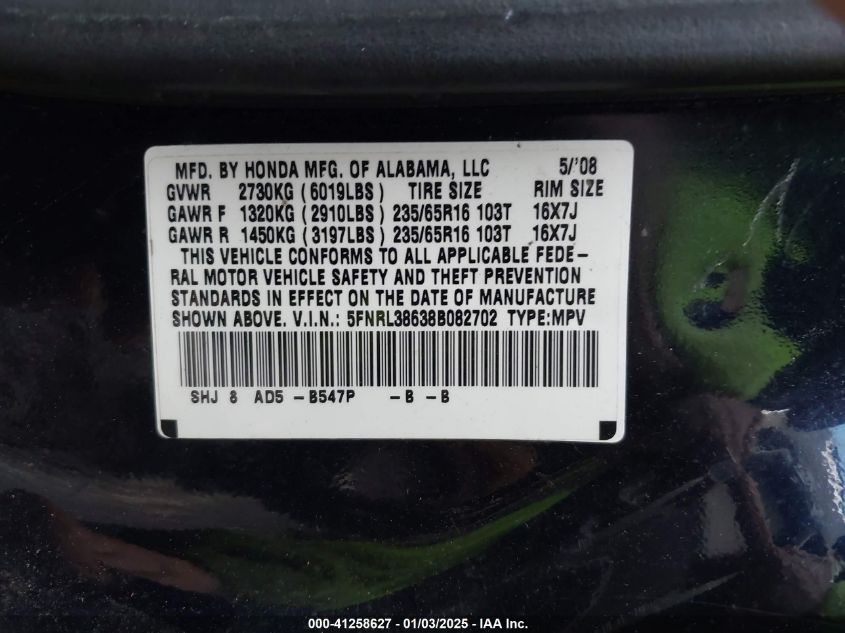 MFD. BY HONDA MFG. OF ALABAMA, LLC 5/'08
GVWR 2730KG (6019LBS) TIRE SIZE RIM SIZE
GAWR F 1320KG (2910LBS) 235/65R16 103T 16X7J
GAWR R 1450KG (3197LBS) 235/65R16 103T 16X7J
THIS VEHICLE CONFORMS TO ALL APPLICABLE FEDE-
RAL MOTOR VEHICLE SAFETY AND THEFT PREVENTION
STANDARDS IN EFFECT ON THE DATE OF MANUFACTURE
SHOWN ABOVE. V.I.N.: 5FNRL38638B082702 TYPE:MPV
SHJ 8 AD5 -B547P -B -B
000-41258627 - 01/03/2025 - IAA Inc.